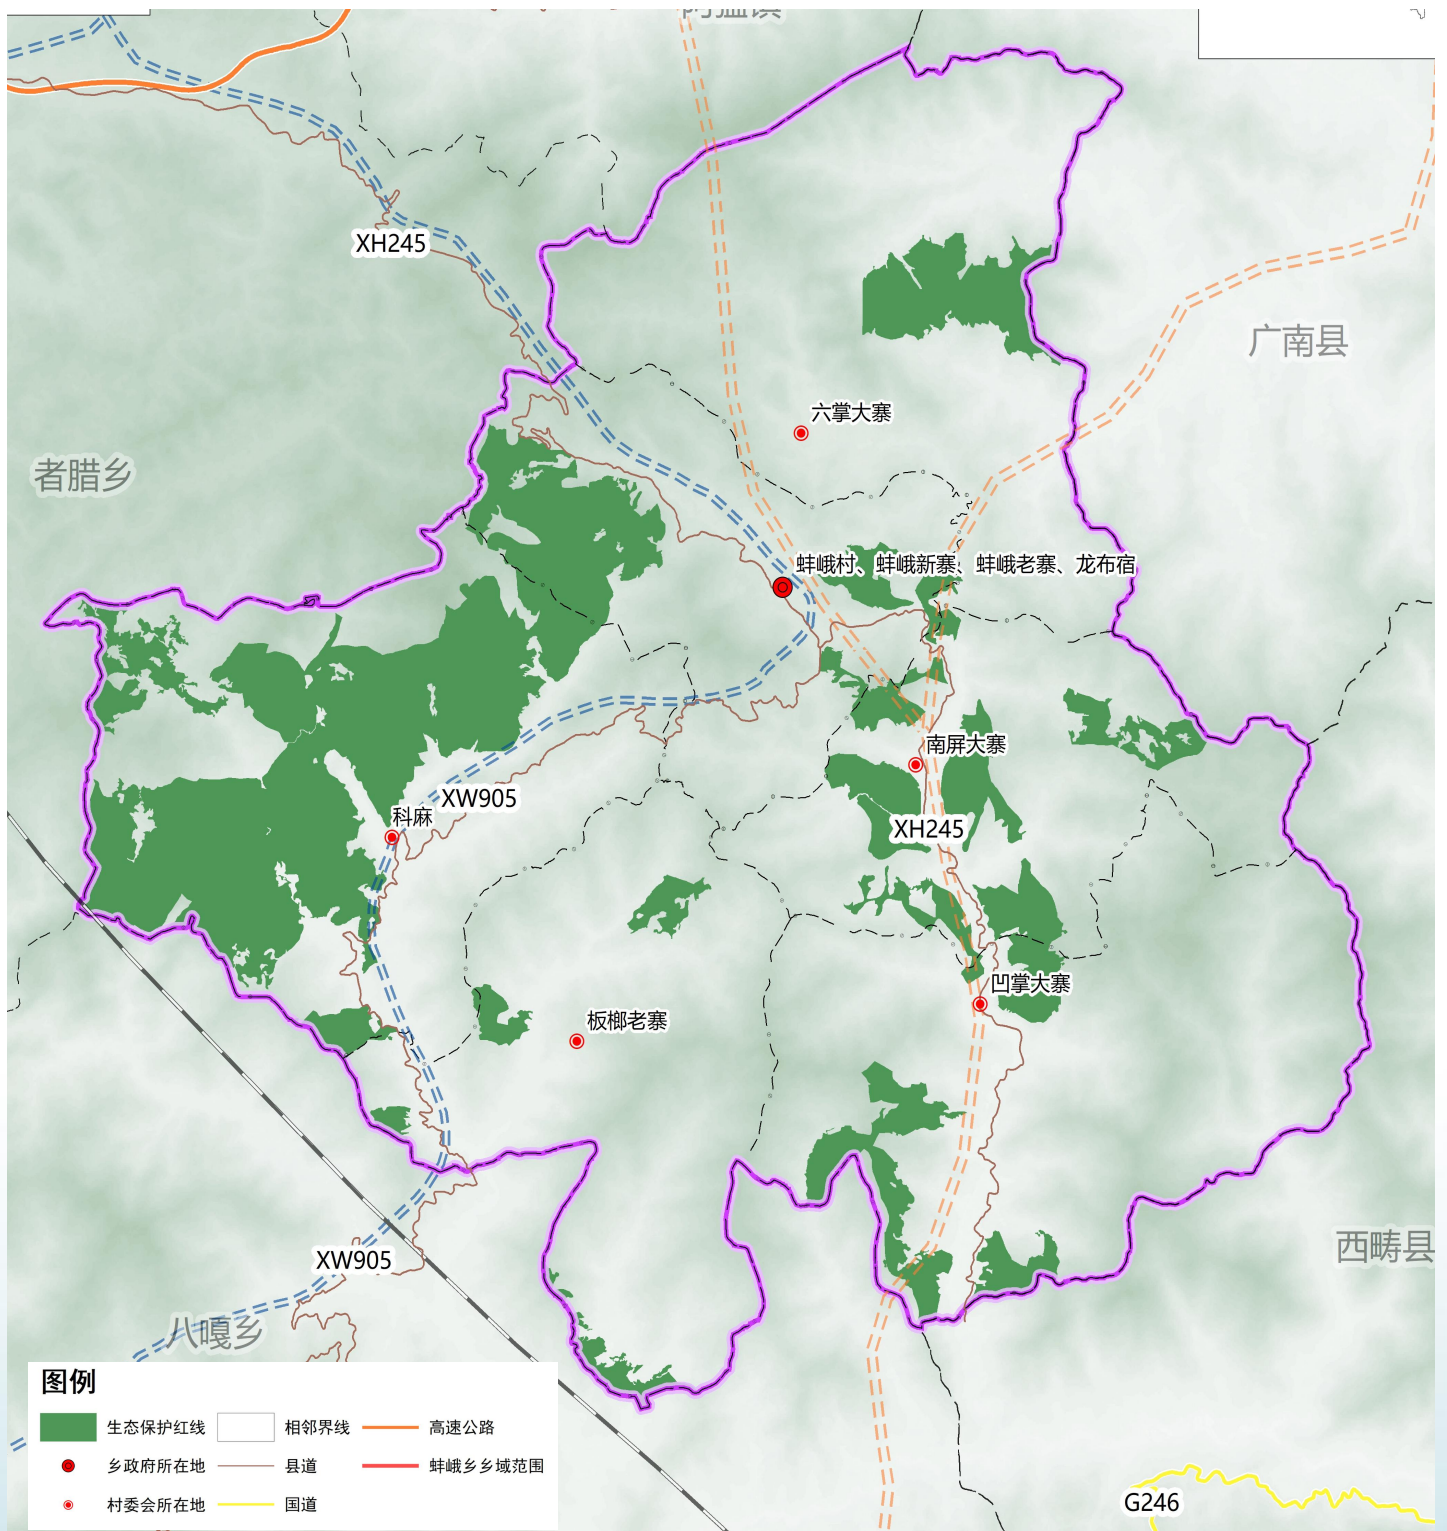 XH245
广南县
六掌大寨
者腊乡
蚌峨村、蚌峨新寨、蚌峨老寨、龙布宿
南屏大寨
XW905
科麻
XH245
凹掌大寨
板榔老寨
西畴县
XW905
八嘎乡
图例
生态保护红线 相邻界线 高速公路
乡政府所在地 县道 蚌峨乡乡域范围
村委会所在地 国道
G246